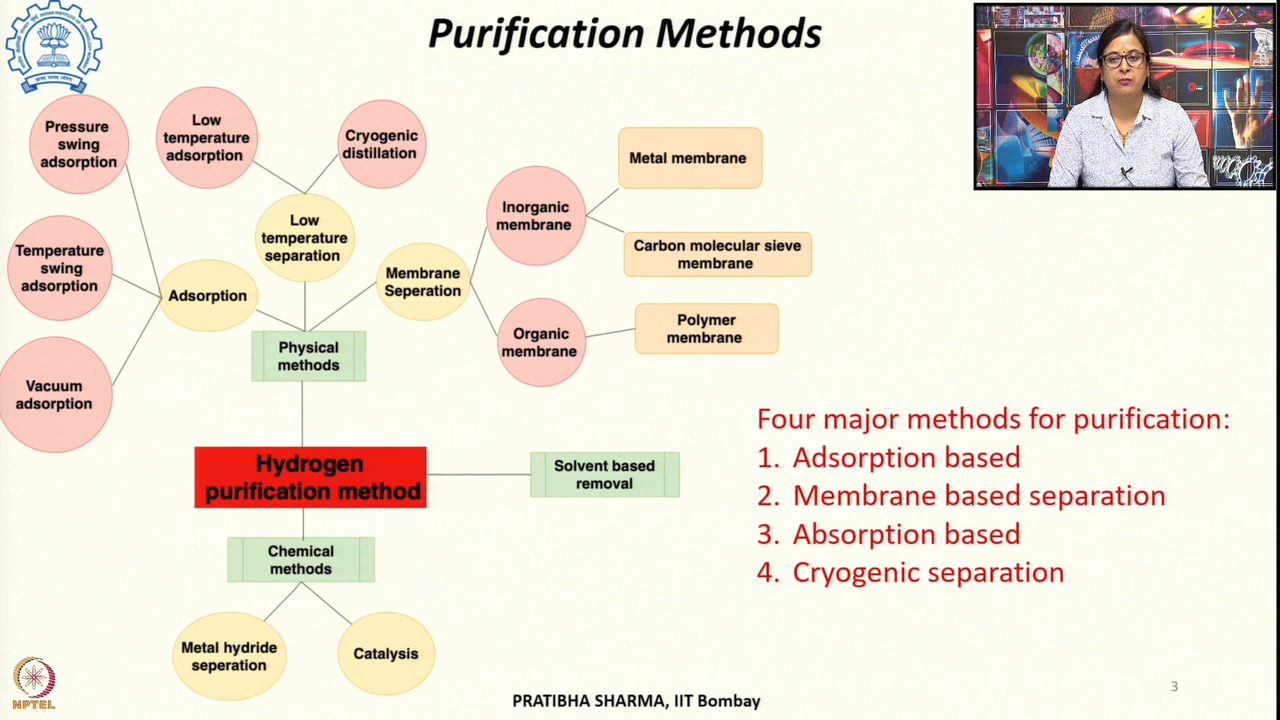 Purification Methods
Pressure
swing
adsorption
Low
temperature
adsorption
Cryogenic
distillation
Low
temperature
separation
Temperature
swing
adsorption
Adsorption
Vacuum
adsorption
Membrane
Seperation
Inorganic
membrane
Metal membrane
Carbon molecular sieve
membrane
Organic
membrane
Polymer
membrane
Physical
methods
Hydrogen
purification method
Solvent based
removal
Chemical
methods
Metal hydride
seperation
Catalysis
Four major methods for purification:
1. Adsorption based
2. Membrane based separation
3. Absorption based
4. Cryogenic separation
NPTEL
PRATIBHA SHARMA, IIT Bombay
3